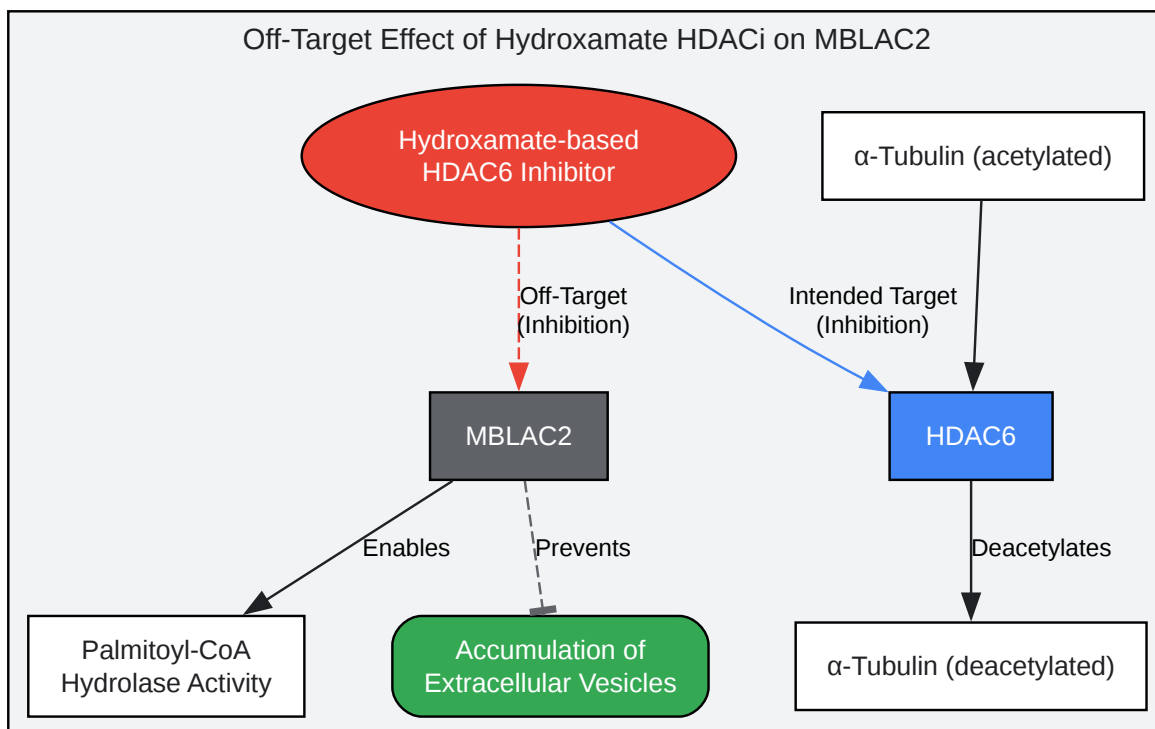 Off-Target Effect of Hydroxamate HDACi on MBLAC2
Hydroxamate-based
HDAC6 Inhibitor
α-Tubulin (acetylated)
Off-Target
(Inhibition)
Intended Target
(Inhibition)
MBLAC2
HDAC6
Enables
Prevents
Deacetylates
Palmitoyl-CoA
Hydrolase Activity
Accumulation of
Extracellular Vesicles
α-Tubulin (deacetylated)